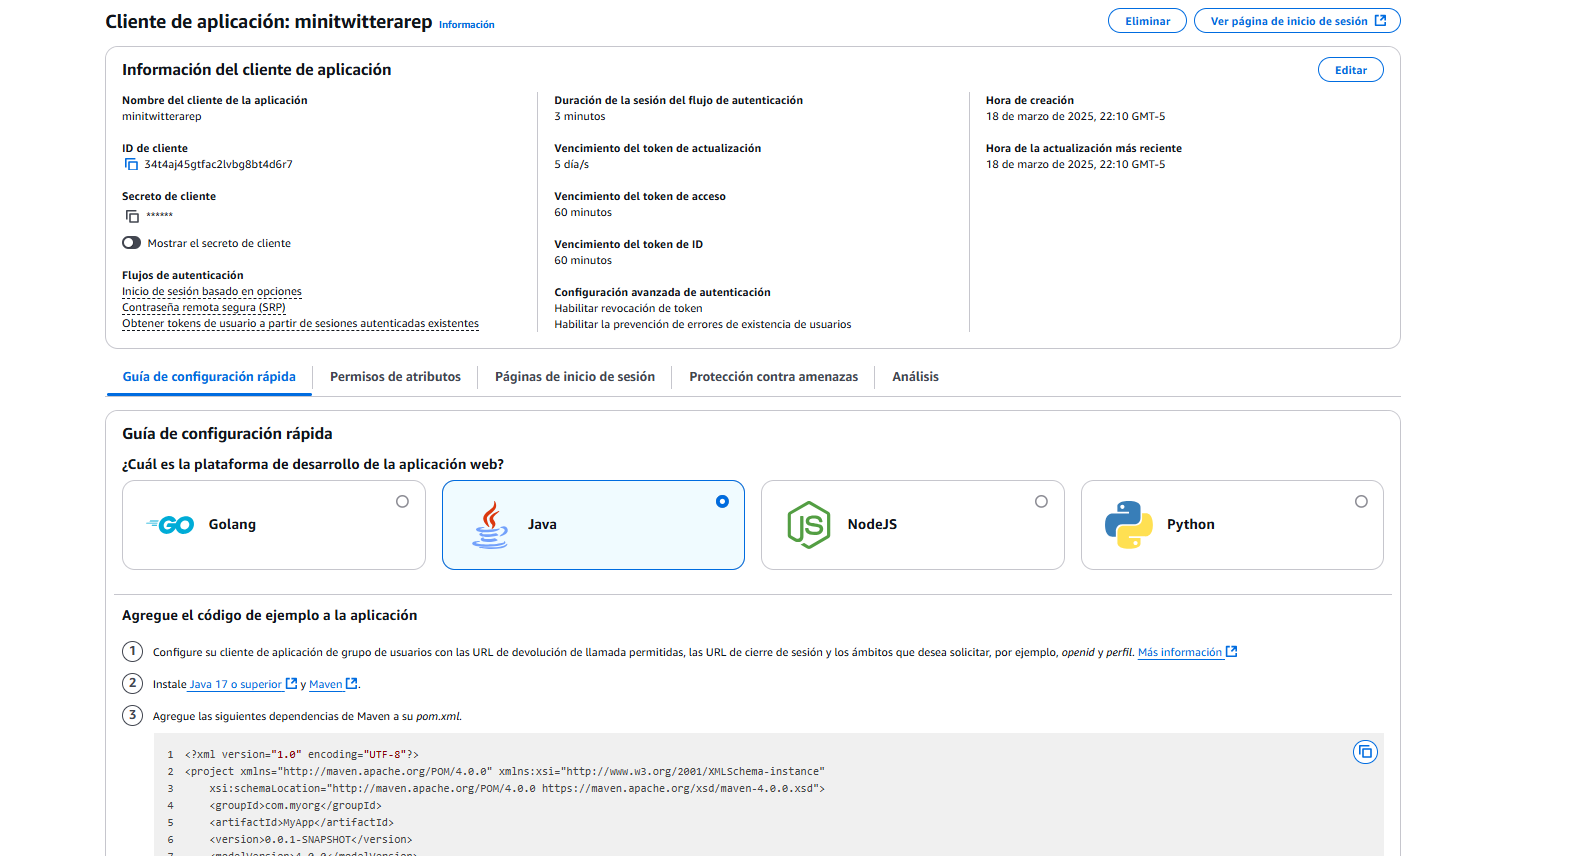 Cliente de aplicación: minitwitterarep Información
Eliminar
Ver página de inicio de sesión
Información del cliente de aplicación
Editar
Nombre del cliente de la aplicación
minitwitterarep
ID de cliente
34t4aj45gtfac2lvbg8bt4d6r7
Secreto de cliente
******
Mostrar el secreto de cliente
Flujos de autenticación
Inicio de sesión basado en opciones
Contraseña remota segura (SRP)
Obtener tokens de usuario a partir de sesiones autenticadas existentes
Duración de la sesión del flujo de autenticación
3 minutos
Vencimiento del token de actualización
5 día/s
Vencimiento del token de acceso
60 minutos
Vencimiento del token de ID
60 minutos
Configuración avanzada de autenticación
Habilitar revocación de token
Habilitar la prevención de errores de existencia de usuarios
Hora de creación
18 de marzo de 2025, 22:10 GMT-5
Hora de la actualización más reciente
18 de marzo de 2025, 22:10 GMT-5
Guía de configuración rápida
Permisos de atributos
Páginas de inicio de sesión
Protección contra amenazas
Análisis
Guía de configuración rápida
¿Cuál es la plataforma de desarrollo de la aplicación web?
GO Golang
Java
JS NodeJS
Python
Agregue el código de ejemplo a la aplicación
1 Configure su cliente de aplicación de grupo de usuarios con las URL de devolución de llamada permitidas, las URL de cierre de sesión y los ámbitos que desea solicitar, por ejemplo, openid y perfil. Más información
2 Instale Java 17 o superior y Maven.
3 Agregue las siguientes dependencias de Maven a su pom.xml.
1 <?xml version="1.0" encoding="UTF-8"?>
2 <project xmlns="http://maven.apache.org/POM/4.0.0" xmlns:xsi="http://www.w3.org/2001/XMLSchema-instance"
3 xsi:schemaLocation="http://maven.apache.org/POM/4.0.0 https://maven.apache.org/xsd/maven-4.0.0.xsd">
4 <groupId>com.myorg</groupId>
5 <artifactId>MyApp</artifactId>
6 <version>0.0.1-SNAPSHOT</version>
7 <modelVersion>4.0.0</modelVersion>